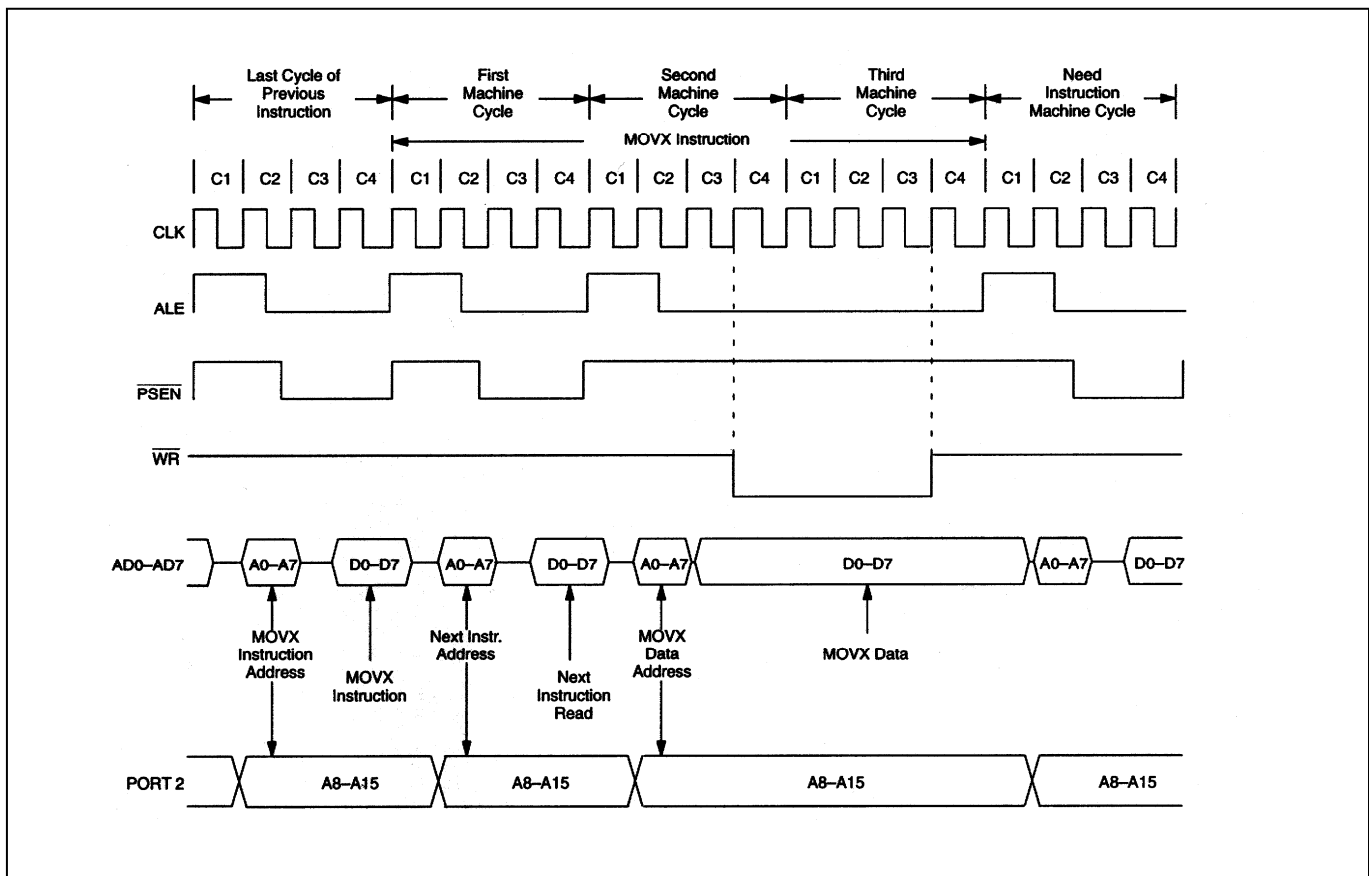 Last Cycle of
Previous
Instruction
First
Machine
Cycle
Second
Machine
Cycle
Third
Machine
Cycle
Need
Instruction
Machine Cycle
MOVX Instruction
C1 C2 C3 C4 C1 C2 C3 C4 C1 C2 C3 C4 C1 C2 C3 C4 C1 C2 C3 C4
CLK
ALE
PSEN
WR
AD0–AD7 A0–A7 D0–D7 A0–A7 D0–D7 A0–A7 D0–D7 A0–A7 D0–D7
MOVX
Instruction
Address
MOVX
Instruction
Next Instr.
Address
Next
Instruction
Read
MOVX
Data
Address
MOVX Data
PORT 2 A8–A15 A8–A15 A8–A15 A8–A15